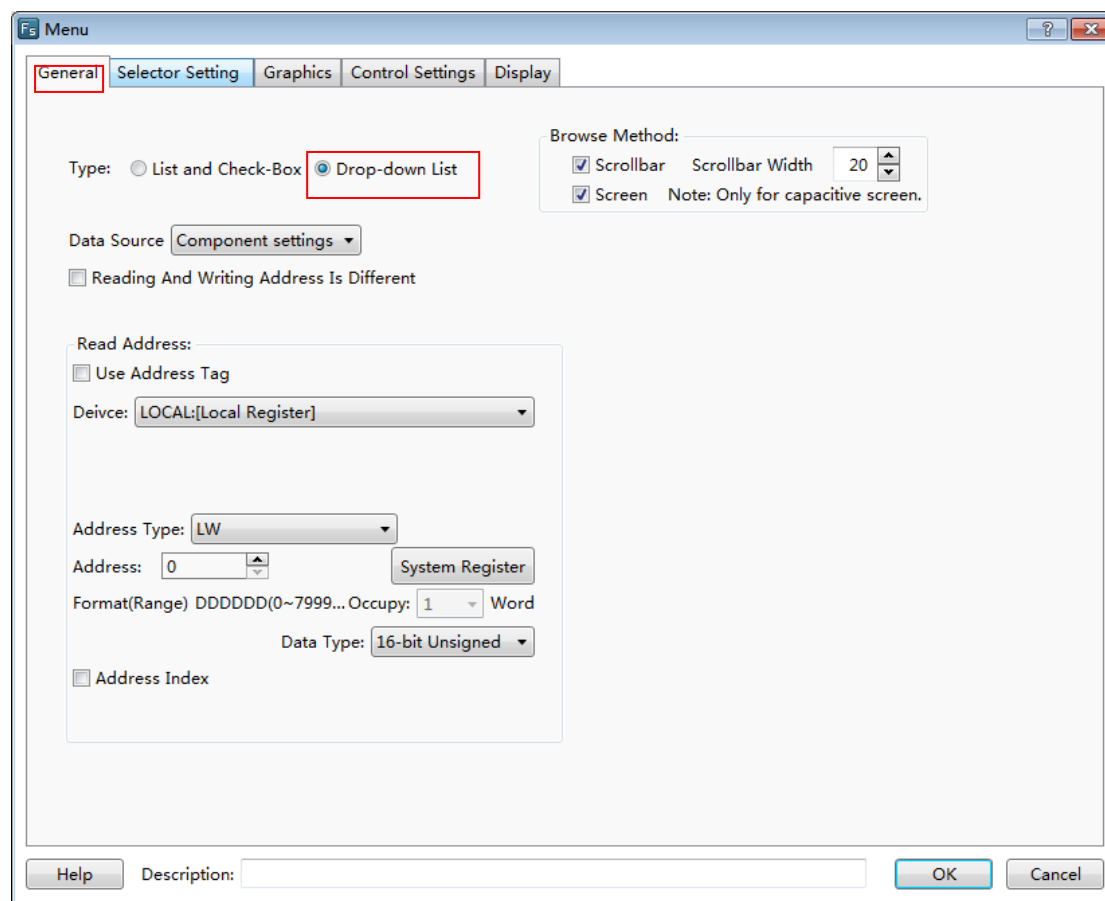 Fs Menu
General Selector Setting Graphics Control Settings Display
Browse Method:
Type: List and Check-Box Drop-down List
Scrollbar Scrollbar Width 20
Screen Note: Only for capacitive screen.
Data Source Component settings
Reading And Writing Address Is Different
Read Address:
Use Address Tag
Deivce: LOCAL:[Local Register]
Address Type: LW
Address: 0 System Register
Format(Range) DDDDDD(0~7999... Occupy: 1 Word
Data Type: 16-bit Unsigned
Address Index
Help Description: OK Cancel